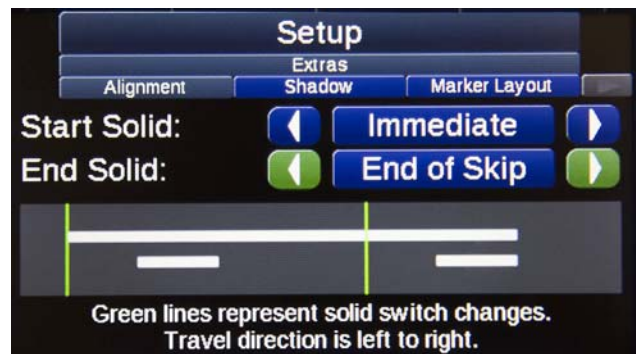 Setup
Extras
Alignment Shadow Marker Layout
Start Solid: Immediate
End Solid: End of Skip
Green lines represent solid switch changes.
Travel direction is left to right.